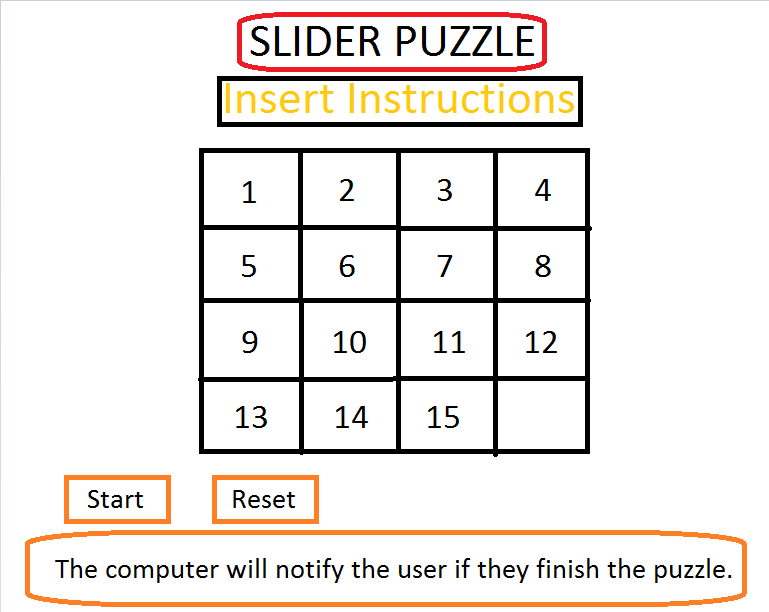 SLIDER PUZZLE
Insert Instructions
1 2 3 4
5 6 7 8
9 10 11 12
13 14 15
Start Reset
The computer will notify the user if they finish the puzzle.